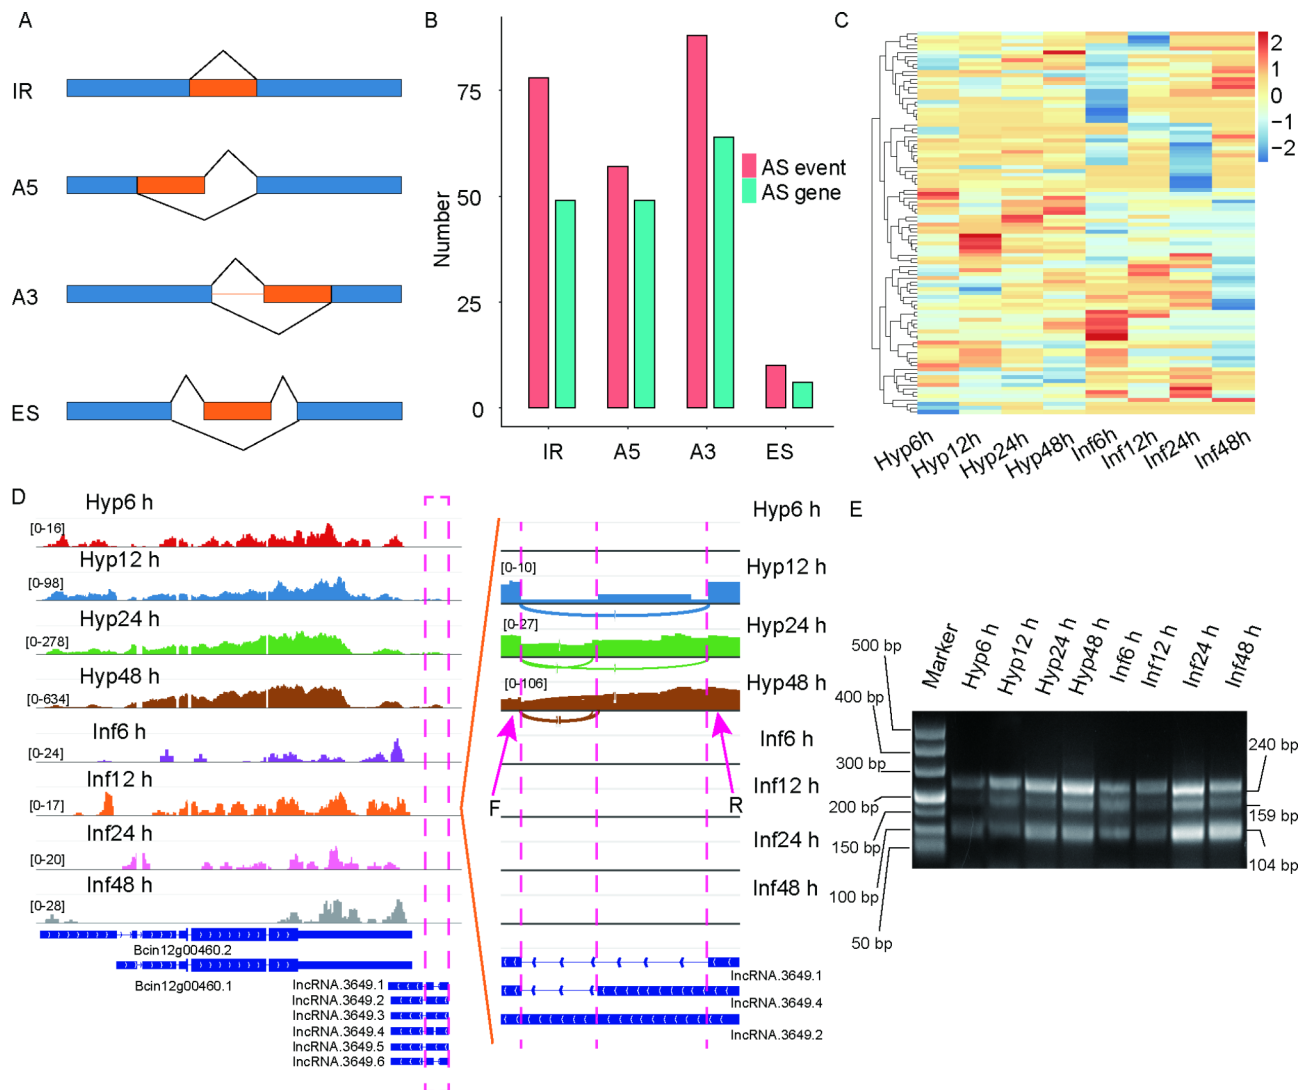 A
IR
A5
A3
ES
B
Number
75
50
25
0
IR
A5
A3
ES
AS event
AS gene
C
2
1
0
−1
−2
Hyp6h
Hyp12h
Hyp24h
Hyp48h
Inf6h
Inf12h
Inf24h
Inf48h
D
Hyp6 h
[0-16]
Hyp12 h
[0-98]
Hyp24 h
[0-278]
Hyp48 h
[0-634]
Inf6 h
[0-24]
Inf12 h
[0-17]
Inf24 h
[0-20]
Inf48 h
[0-28]
Bcin12g00460.2
Bcin12g00460.1
lncRNA.3649.1
lncRNA.3649.2
lncRNA.3649.3
lncRNA.3649.4
lncRNA.3649.5
lncRNA.3649.6
Hyp6 h
[0-10]
Hyp12 h
[0-27]
Hyp24 h
[0-106]
Hyp48 h
Inf6 h
F
R
Inf12 h
Inf24 h
Inf48 h
lncRNA.3649.1
lncRNA.3649.4
lncRNA.3649.2
E
Marker
Hyp6 h
Hyp12 h
Hyp24 h
Hyp48 h
Inf6 h
Inf12 h
Inf24 h
Inf48 h
500 bp
400 bp
300 bp
200 bp
150 bp
100 bp
50 bp
240 bp
159 bp
104 bp